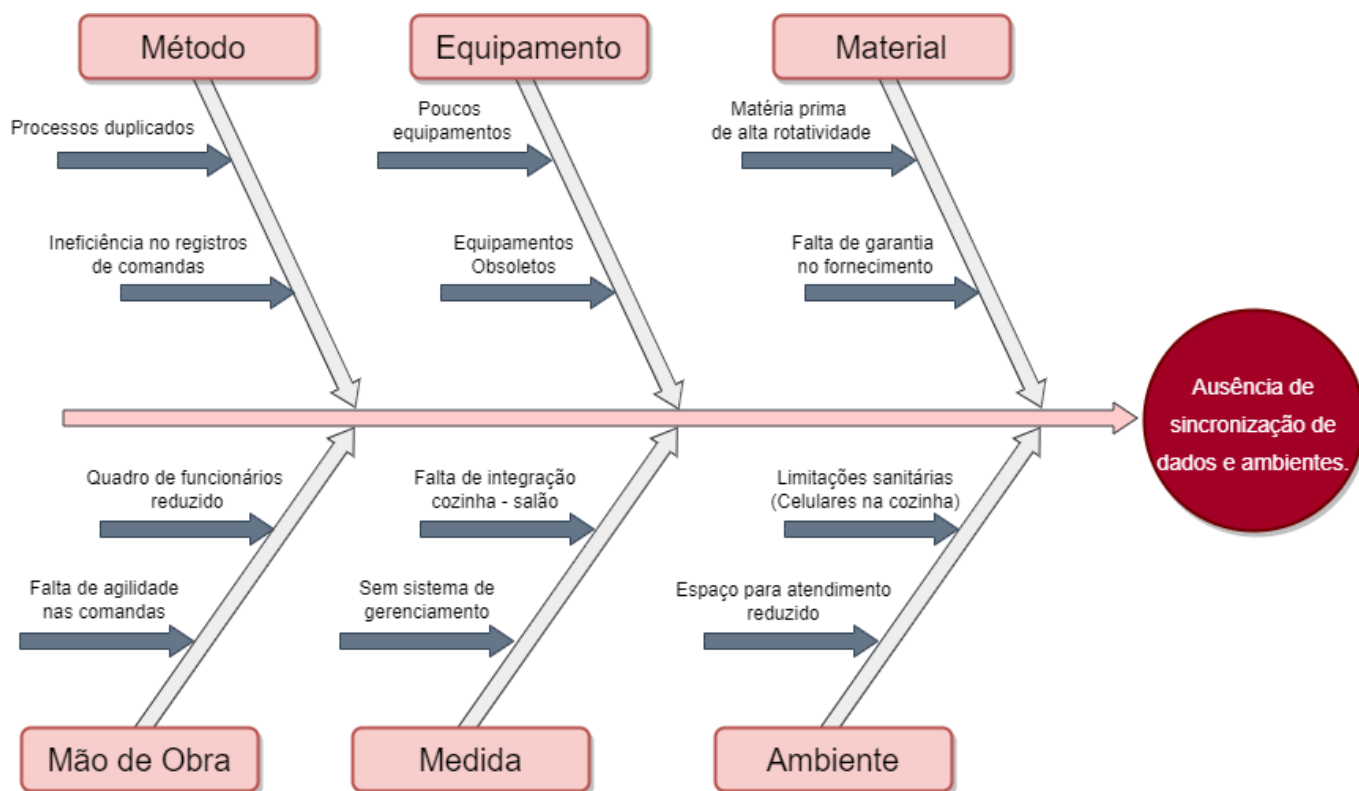 Método
Equipamento
Material
Processos duplicados
Poucos
equipamentos
Matéria prima
de alta rotatividade
Ineficiência no registros
de comandas
Equipamentos
Obsoletos
Falta de garantia
no fornecimento
Ausência de
sincronização de
dados e ambientes.
Quadro de funcionários
reduzido
Falta de integração
cozinha - salão
Limitações sanitárias
(Celulares na cozinha)
Falta de agilidade
nas comandas
Sem sistema de
gerenciamento
Espaço para atendimento
reduzido
Mão de Obra
Medida
Ambiente